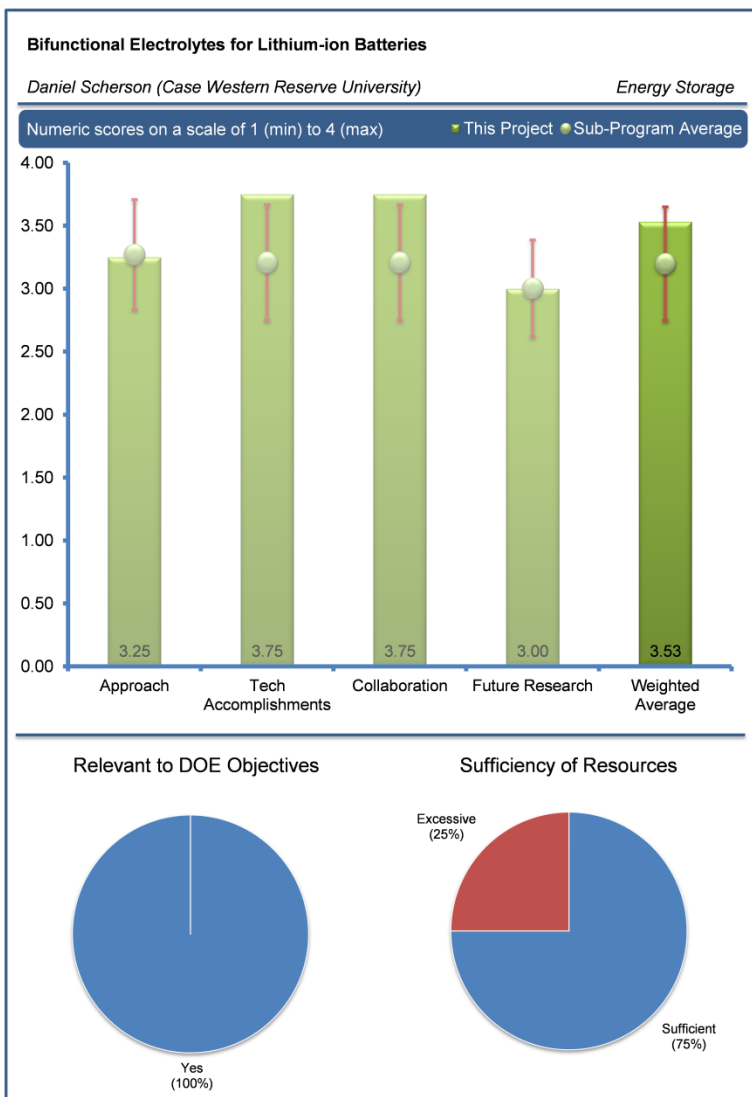 Bifunctional Electrolytes for Lithium-ion Batteries
Daniel Scherson (Case Western Reserve University) Energy Storage
Numeric scores on a scale of 1 (min) to 4 (max) This Project Sub-Program Average
4.00
3.50
3.00
2.50
2.00
1.50
1.00
0.50
0.00
3.25 3.75 3.75 3.00 3.53
Approach Tech Accomplishments Collaboration Future Research Weighted Average
Relevant to DOE Objectives
Yes
(100%)
Sufficiency of Resources
Excessive
(25%)
Sufficient
(75%)